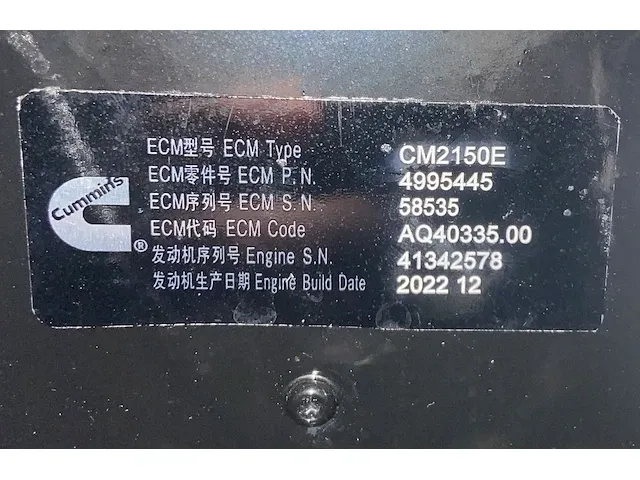 Cummins ®
ECM型号 ECM Type CM2150E
ECM零件号 ECM P.N. 4995445
ECM序列号 ECM S.N. 58535
ECM代码 ECM Code AQ40335.00
发动机序列号 Engine S.N. 41342578
发动机生产日期 Engine Build Date 2022 12